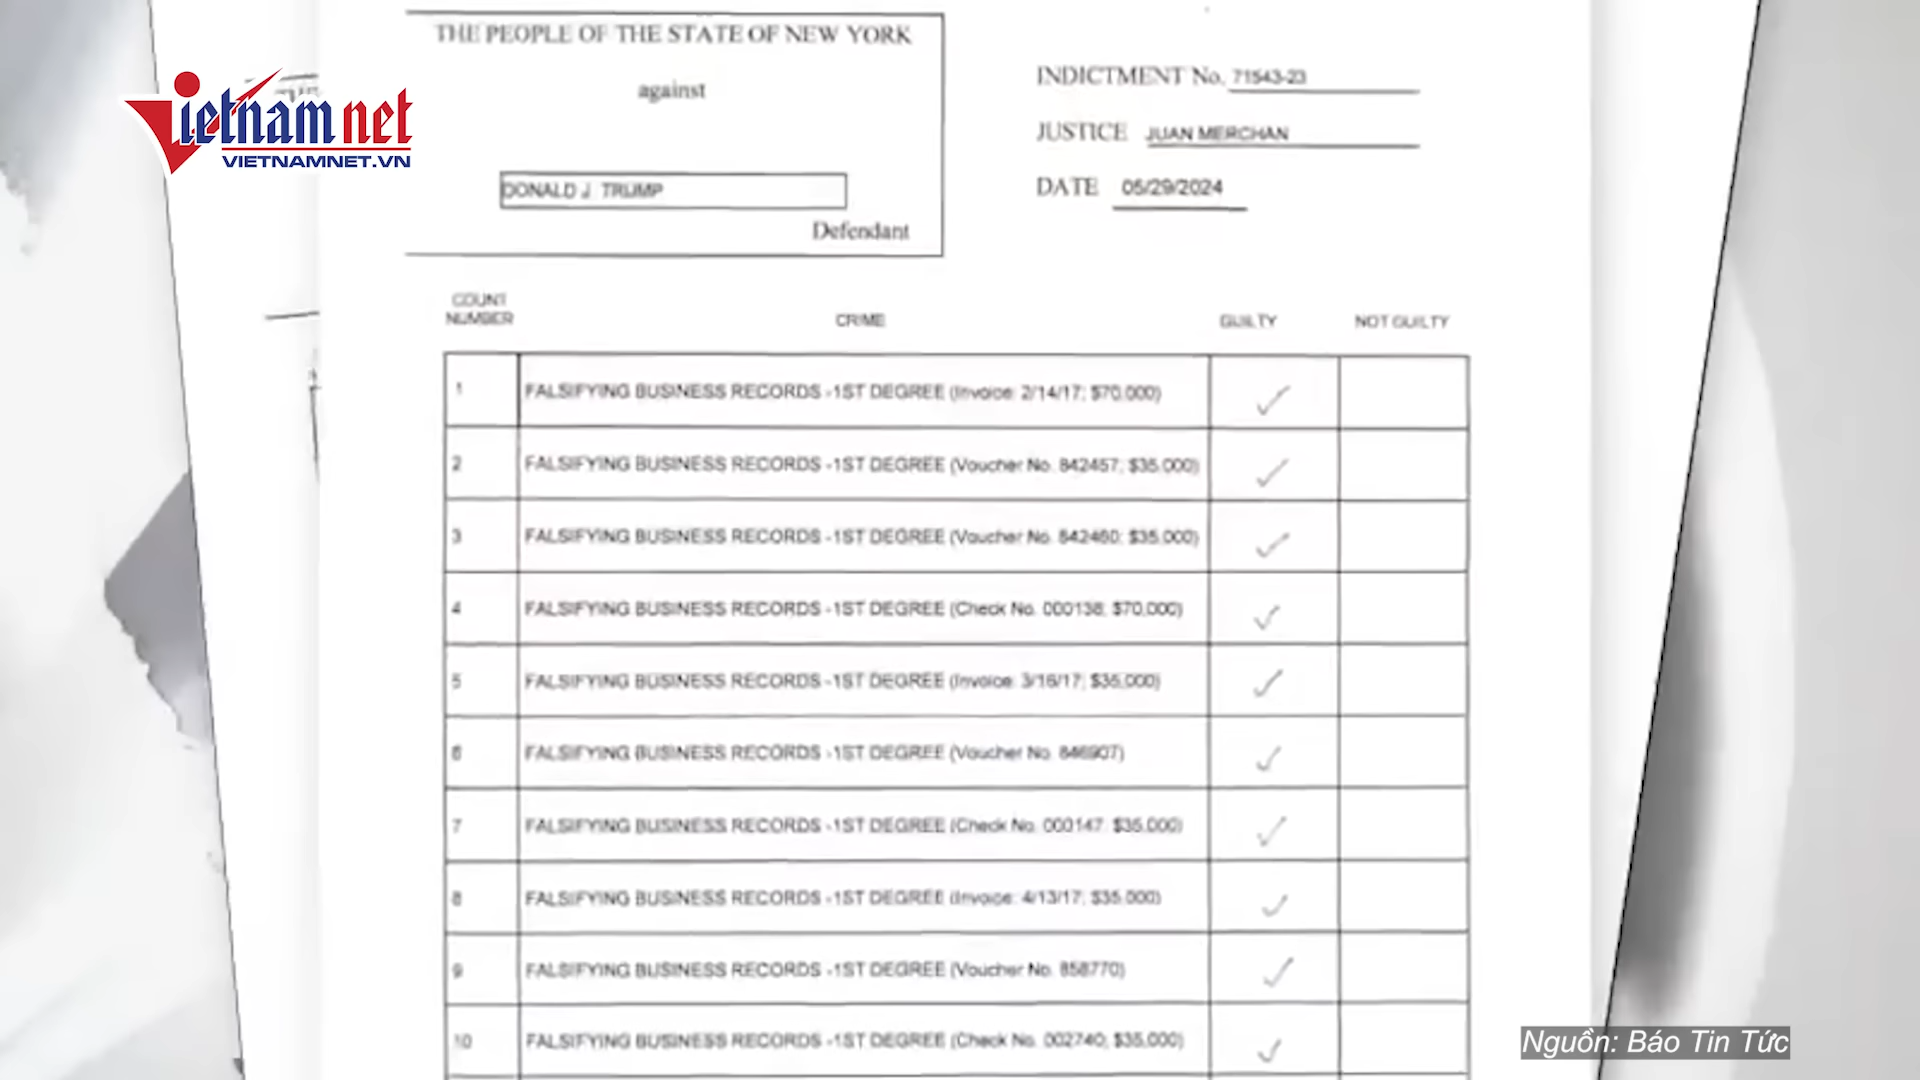 THE PEOPLE OF THE STATE OF NEW YORK
against
DONALD J. TRUMP
Defendant
INDICTMENT No. 71543-23
JUSTICE JUAN MERCHAN
DATE 05/29/2024
Vietnamnet
VIETNAMNET.VN
COUNT NUMBER CRIME GUILTY NOT GUILTY
1 FALSIFYING BUSINESS RECORDS -1ST DEGREE (Invoice: 2/14/17; $70,000) ✓
2 FALSIFYING BUSINESS RECORDS -1ST DEGREE (Voucher No. 842457; $35,000) ✓
3 FALSIFYING BUSINESS RECORDS -1ST DEGREE (Voucher No. 842460; $35,000) ✓
4 FALSIFYING BUSINESS RECORDS -1ST DEGREE (Check No. 000138; $70,000) ✓
5 FALSIFYING BUSINESS RECORDS -1ST DEGREE (Invoice: 3/16/17; $35,000) ✓
6 FALSIFYING BUSINESS RECORDS -1ST DEGREE (Voucher No. 846907) ✓
7 FALSIFYING BUSINESS RECORDS -1ST DEGREE (Check No. 000147; $35,000) ✓
8 FALSIFYING BUSINESS RECORDS -1ST DEGREE (Invoice: 4/13/17; $35,000) ✓
9 FALSIFYING BUSINESS RECORDS -1ST DEGREE (Voucher No. 858770) ✓
10 FALSIFYING BUSINESS RECORDS -1ST DEGREE (Check No. 002740; $35,000) ✓
Nguồn: Báo Tin Tức